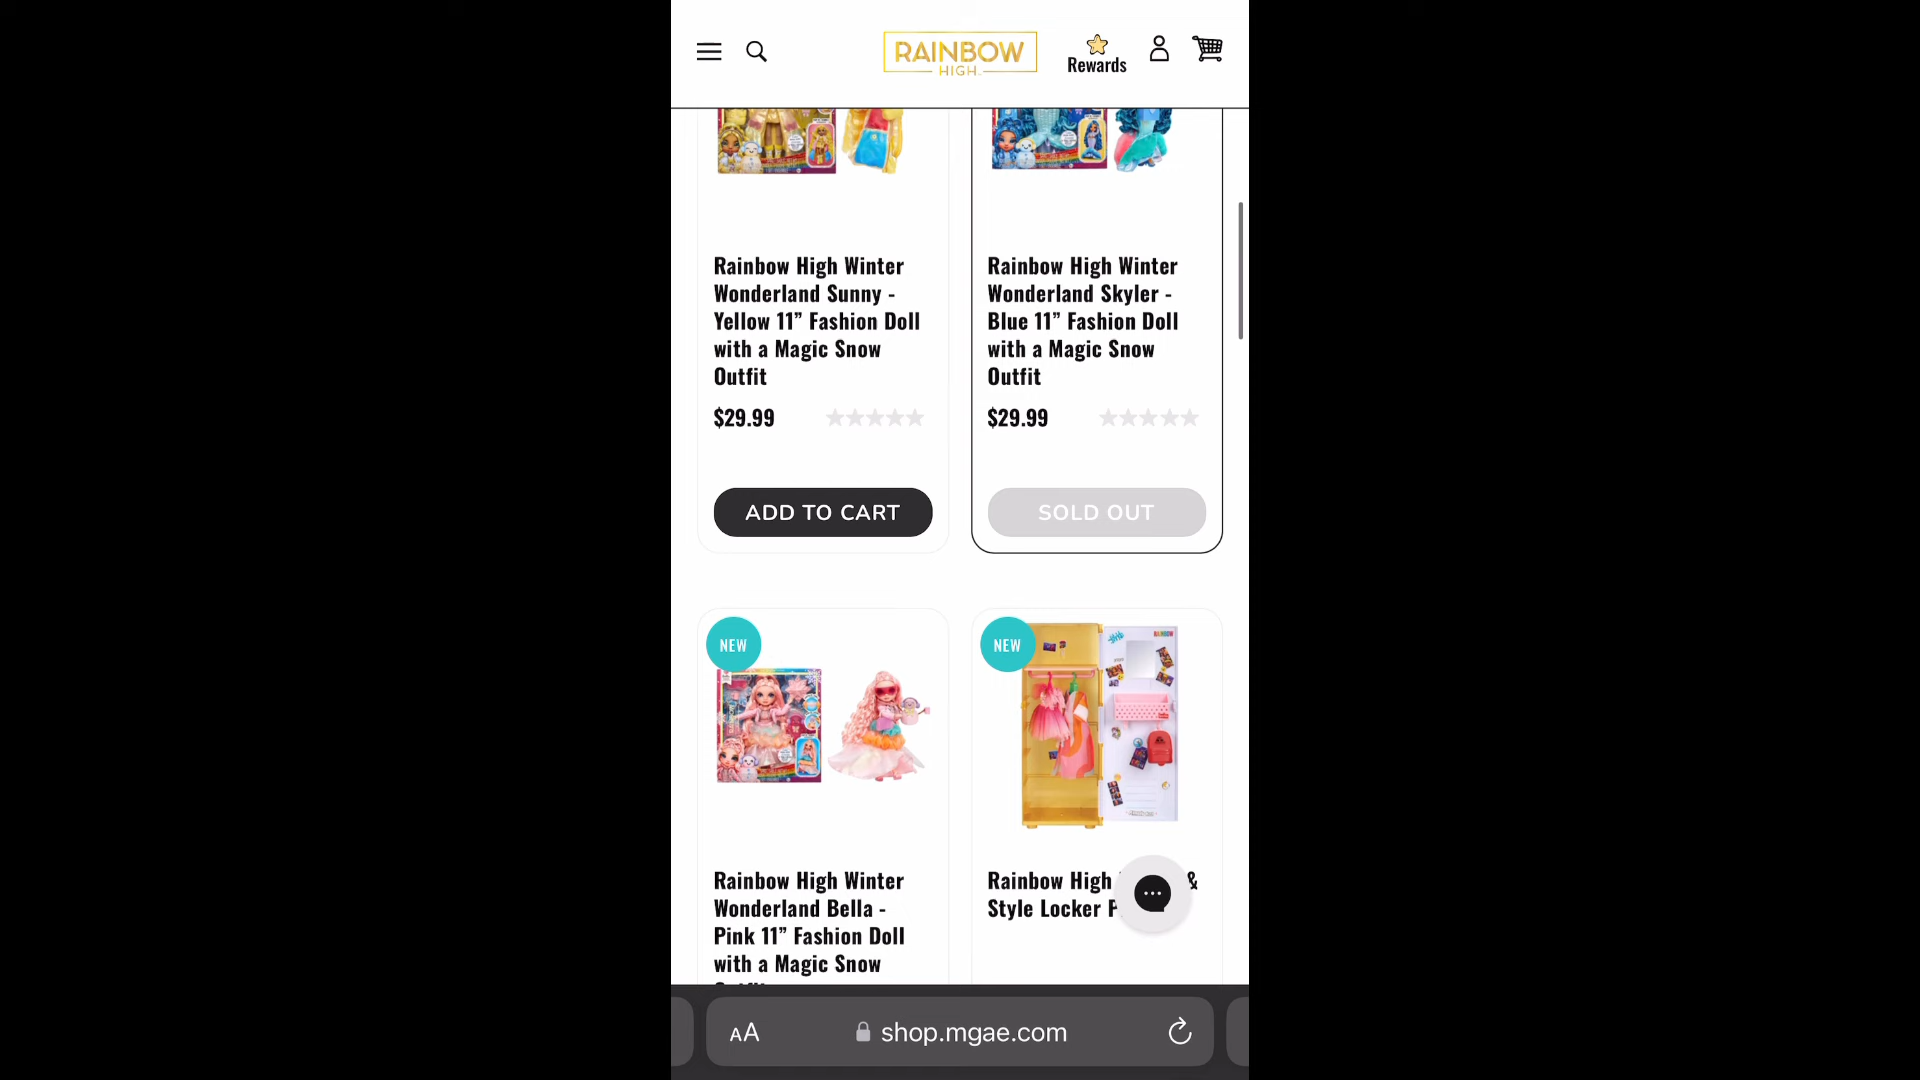 RAINBOW
HIGH
Rewards
Rainbow High Winter
Wonderland Sunny -
Yellow 11” Fashion Doll
with a Magic Snow
Outfit
$29.99
ADD TO CART
Rainbow High Winter
Wonderland Skyler -
Blue 11” Fashion Doll
with a Magic Snow
Outfit
$29.99
SOLD OUT
NEW
Rainbow High Winter
Wonderland Bella -
Pink 11” Fashion Doll
with a Magic Snow
NEW
Rainbow High &
Style Locker
AA
shop.mgae.com